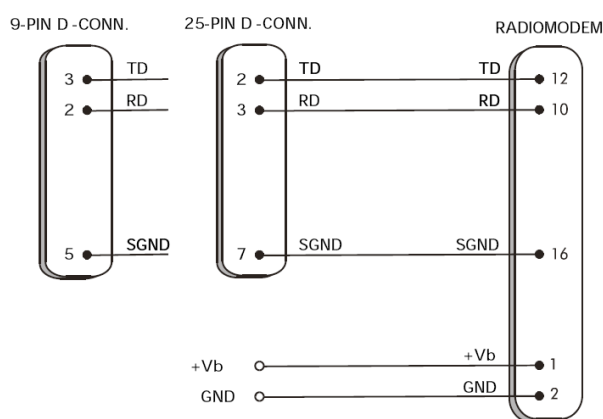 9-PIN D-CONN. 25-PIN D-CONN. RADIOMODEM
3 TD 2 TD TD 12
2 RD 3 RD RD 10
5 SGND 7 SGND SGND 16
+Vb +Vb 1
GND GND 2